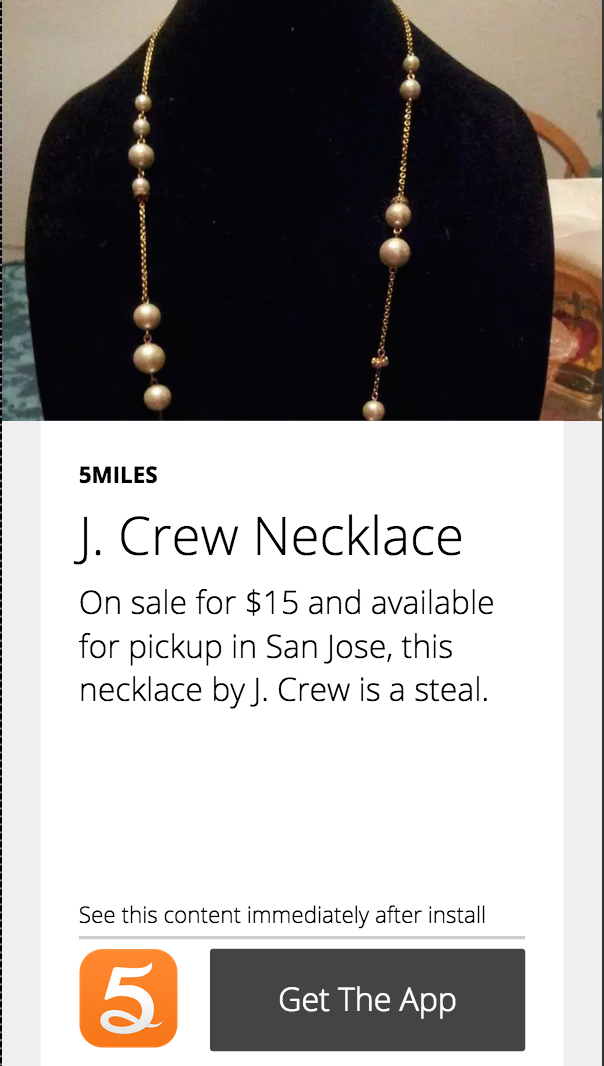 5MILES
J. Crew Necklace
On sale for $15 and available
for pickup in San Jose, this
necklace by J. Crew is a steal.
See this content immediately after install
5
Get The App